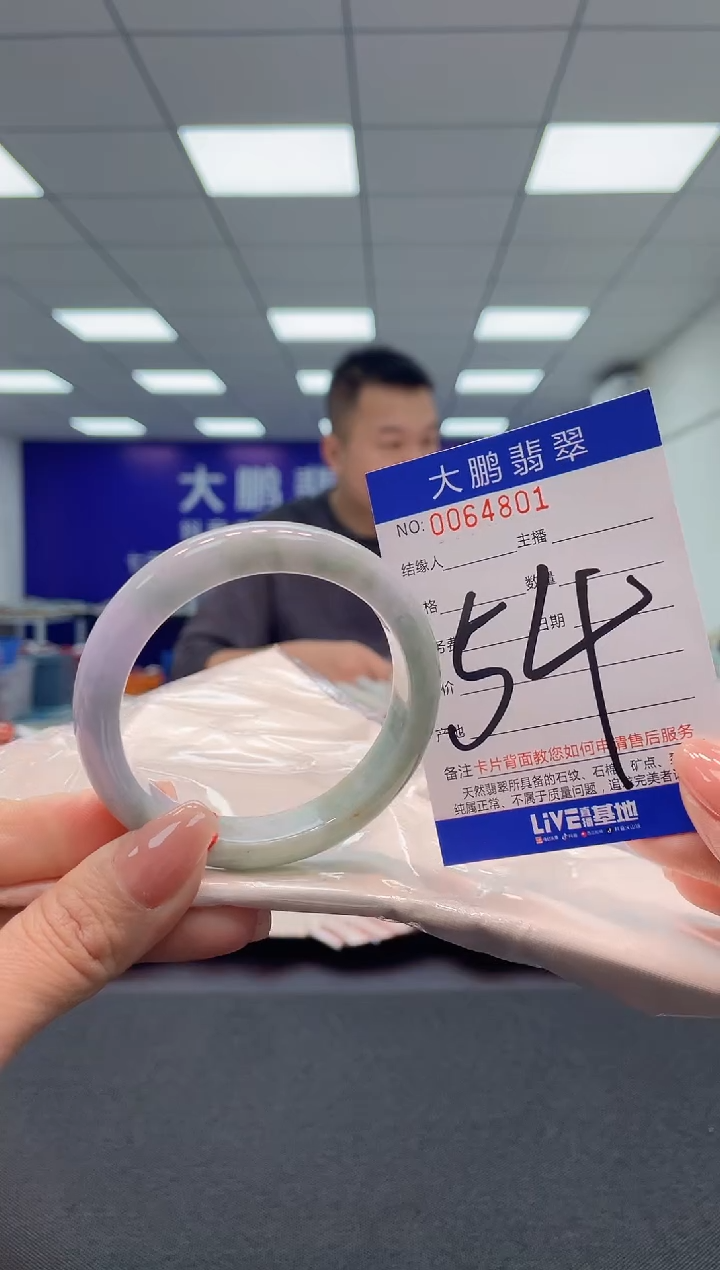 大鹏翡
大鹏翡翠
NO: 0064801
结缘人 主播
格 数量
日期
54
价
产地
备注 卡片背面教您如何申请售后服务
天然翡翠所具备的石纹、石棉、矿点、
纯属正常、不属于质量问题，追求完美者
LiVE直播基地